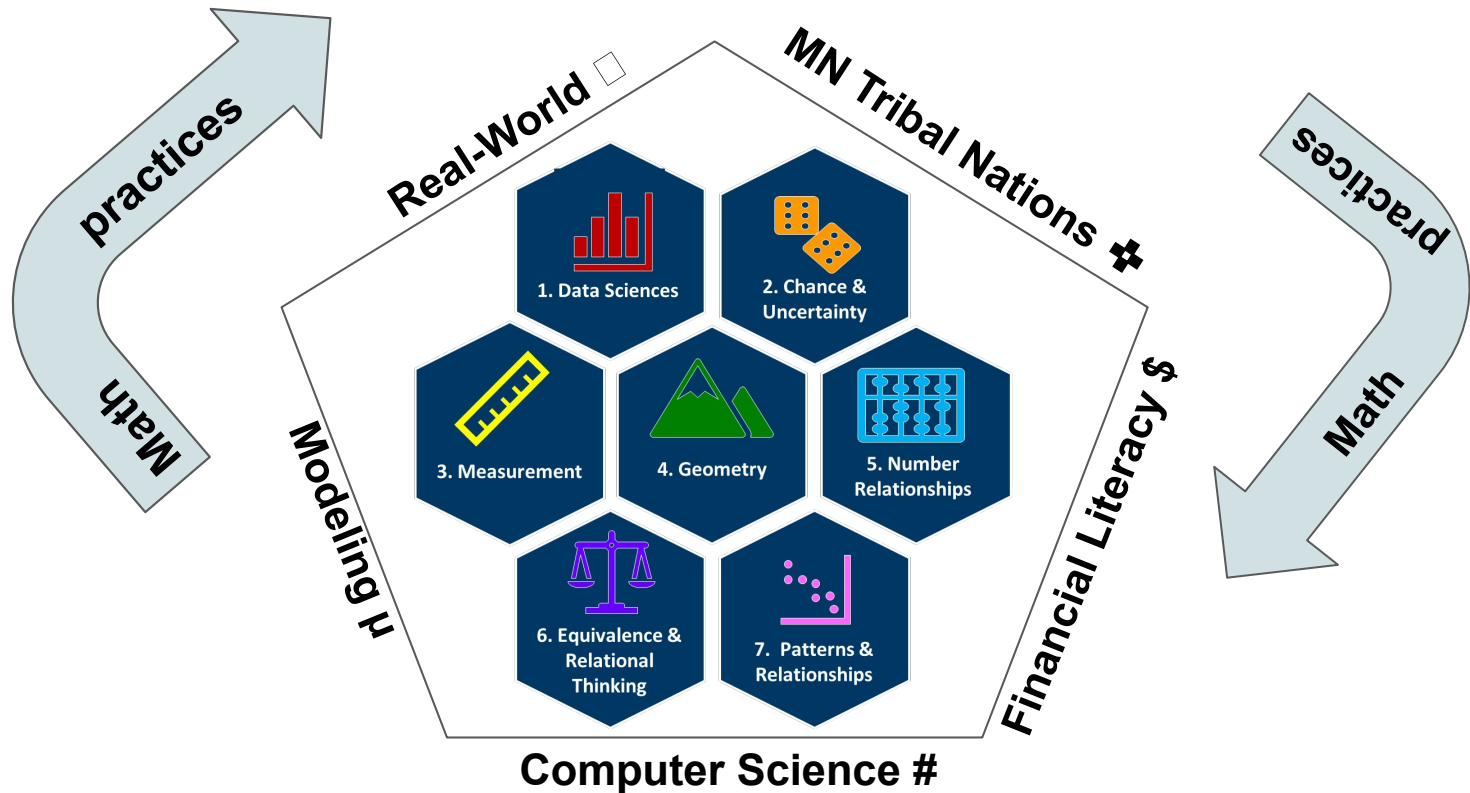 Math practices
Real-World □
MN Tribal Nations ✤
practices
Math
1. Data Sciences
2. Chance &
Uncertainty
3. Measurement
4. Geometry
5. Number
Relationships
6. Equivalence &
Relational
Thinking
7. Patterns &
Relationships
Modeling µ
Financial Literacy $
Computer Science #